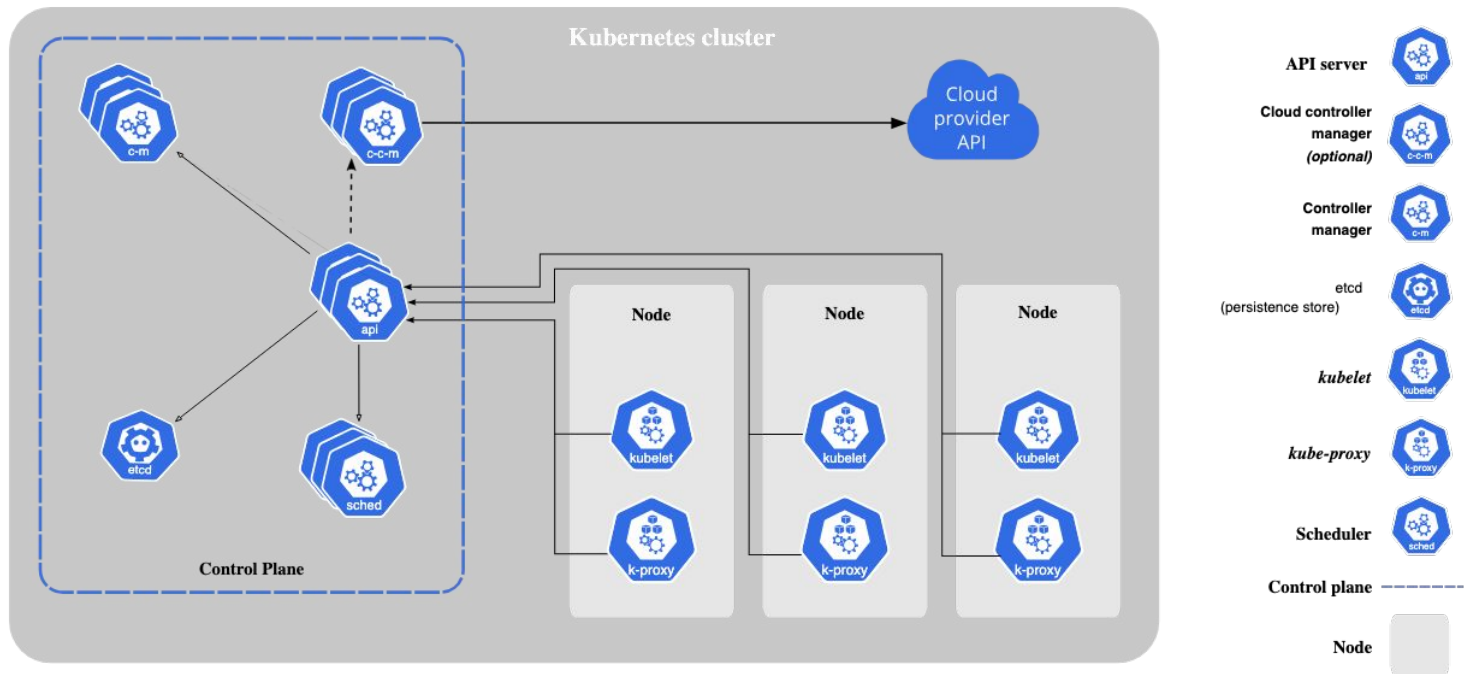 Kubernetes cluster
c-m
c-c-m
Cloud
provider
API
api
etcd
sched
Control Plane
Node
kubelet
k-proxy
Node
kubelet
k-proxy
Node
kubelet
k-proxy
API server
api
Cloud controller
manager
(optional)
c-c-m
Controller
manager
c-m
etcd
(persistence store)
etcd
kubelet
kubelet
kube-proxy
k-proxy
Scheduler
sched
Control plane
Node